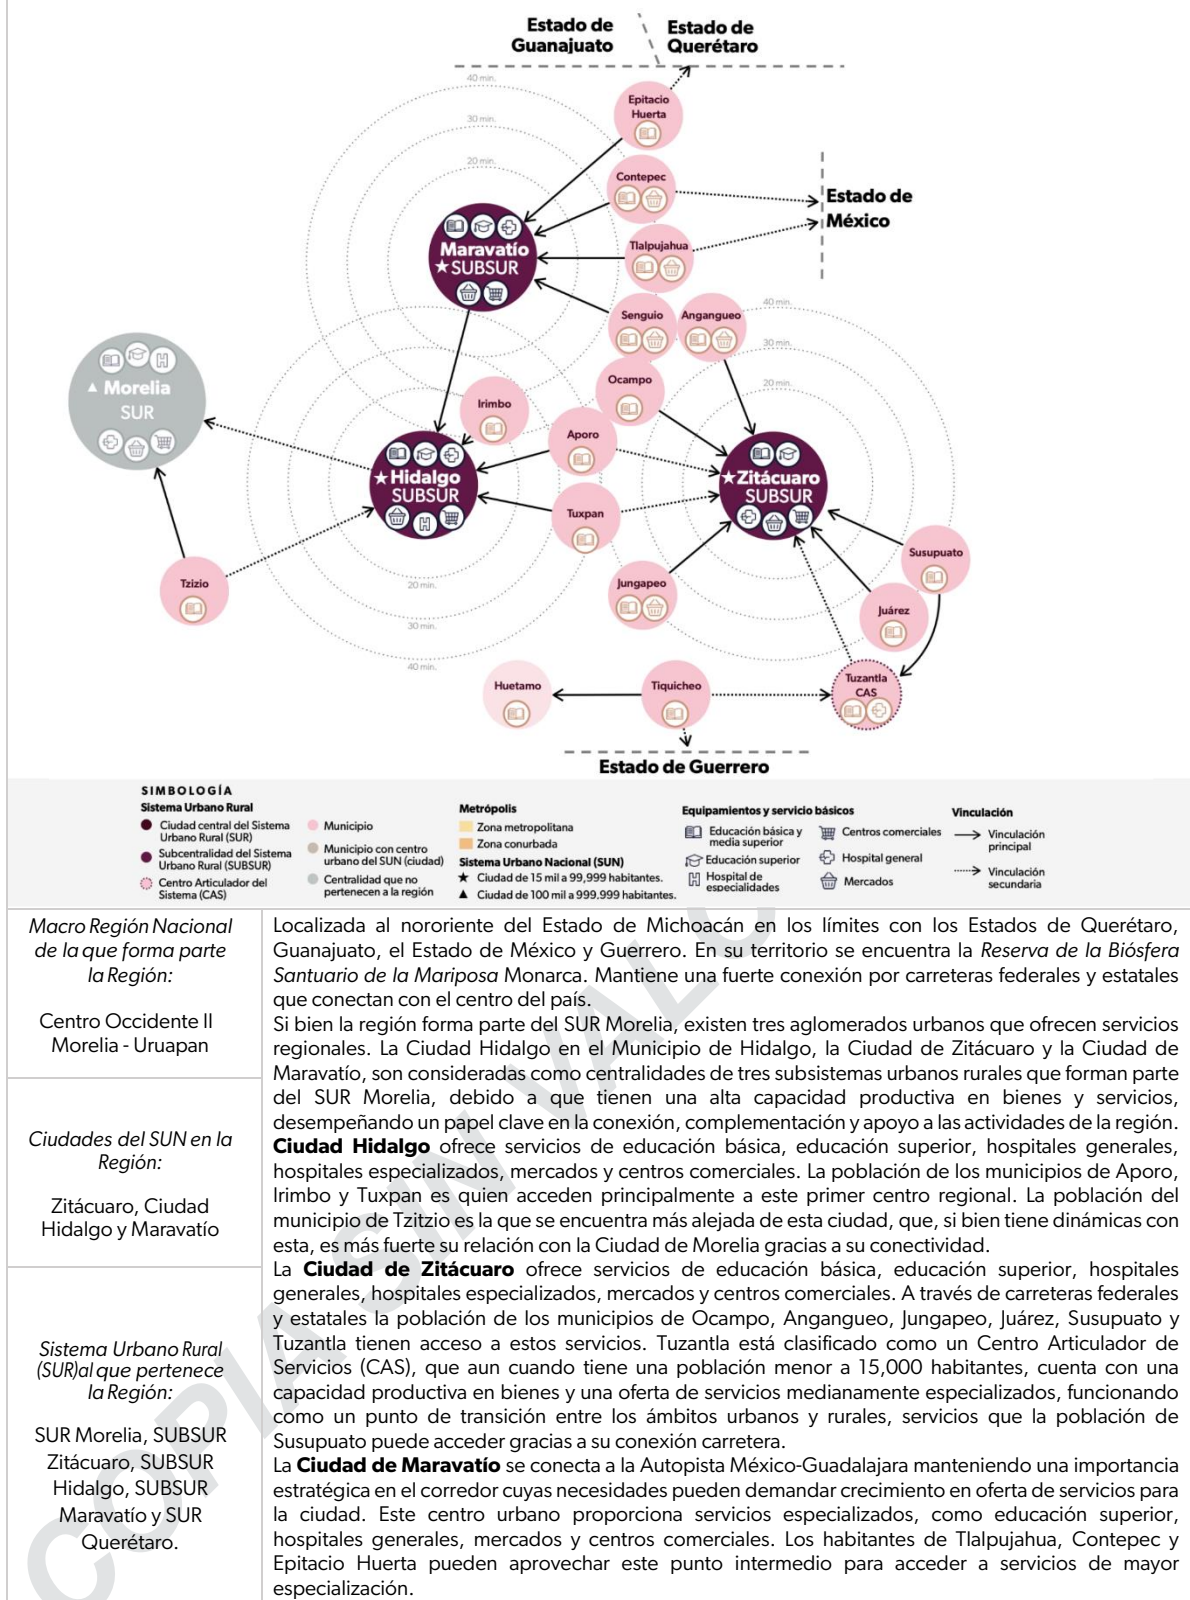 Estado de
Guanajuato
Estado de
Querétaro
40 min.
30 min.
20 min.
Epitacio
Huerta
Contepec
Estado de
México
Tlalpujahua
Maravatío
★ SUBSUR
Senguio
Angangueo
40 min.
30 min.
20 min.
Ocampo
▲ Morelia
SUR
Irimbo
Aporo
★ Hidalgo
SUBSUR
★ Zitácuaro
SUBSUR
Tuxpan
Susupuato
Tzizio
Jungapeo
Juárez
20 min.
30 min.
40 min.
Huetamo
Tiquicheo
Tuzantla
CAS
Estado de Guerrero
SIMBOLOGÍA
Sistema Urbano Rural
Ciudad central del Sistema
Urbano Rural (SUR)
Subcentralidad del Sistema
Urbano Rural (SUBSUR)
Centro Articulador del
Sistema (CAS)
Municipio
Municipio con centro
urbano del SUN (ciudad)
Centralidad que no
pertenecen a la región
Metrópolis
Zona metropolitana
Zona conurbada
Sistema Urbano Nacional (SUN)
★ Ciudad de 15 mil a 99,999 habitantes.
▲ Ciudad de 100 mil a 999.999 habitantes.
Equipamientos y servicio básicos
Educación básica y
media superior
Educación superior
Hospital de
especialidades
Centros comerciales
Hospital general
Mercados
Vinculación
Vinculación
principal
Vinculación
secundaria
Macro Región Nacional
de la que forma parte
la Región:
Centro Occidente II
Morelia - Uruapan
Ciudades del SUN en la
Región:
Zitácuaro, Ciudad
Hidalgo y Maravatío
Sistema Urbano Rural
(SUR)al que pertenece
la Región:
SUR Morelia, SUBSUR
Zitácuaro, SUBSUR
Hidalgo, SUBSUR
Maravatío y SUR
Querétaro.
Localizada al nororiente del Estado de Michoacán en los límites con los Estados de Querétaro,
Guanajuato, el Estado de México y Guerrero. En su territorio se encuentra la Reserva de la Biósfera
Santuario de la Mariposa Monarca. Mantiene una fuerte conexión por carreteras federales y estatales
que conectan con el centro del país.
Si bien la región forma parte del SUR Morelia, existen tres aglomerados urbanos que ofrecen servicios
regionales. La Ciudad Hidalgo en el Municipio de Hidalgo, la Ciudad de Zitácuaro y la Ciudad de
Maravatío, son consideradas como centralidades de tres subsistemas urbanos rurales que forman parte
del SUR Morelia, debido a que tienen una alta capacidad productiva en bienes y servicios,
desempeñando un papel clave en la conexión, complementación y apoyo a las actividades de la región.
Ciudad Hidalgo ofrece servicios de educación básica, educación superior, hospitales generales,
hospitales especializados, mercados y centros comerciales. La población de los municipios de Aporo,
Irimbo y Tuxpan es quien acceden principalmente a este primer centro regional. La población del
municipio de Tzitzio es la que se encuentra más alejada de esta ciudad, que, si bien tiene dinámicas con
esta, es más fuerte su relación con la Ciudad de Morelia gracias a su conectividad.
La Ciudad de Zitácuaro ofrece servicios de educación básica, educación superior, hospitales
generales, hospitales especializados, mercados y centros comerciales. A través de carreteras federales
y estatales la población de los municipios de Ocampo, Angangueo, Jungapeo, Juárez, Susupuato y
Tuzantla tienen acceso a estos servicios. Tuzantla está clasificado como un Centro Articulador de
Servicios (CAS), que aun cuando tiene una población menor a 15,000 habitantes, cuenta con una
capacidad productiva en bienes y una oferta de servicios medianamente especializados, funcionando
como un punto de transición entre los ámbitos urbanos y rurales, servicios que la población de
Susupuato puede acceder gracias a su conexión carretera.
La Ciudad de Maravatío se conecta a la Autopista México-Guadalajara manteniendo una importancia
estratégica en el corredor cuyas necesidades pueden demandar crecimiento en oferta de servicios para
la ciudad. Este centro urbano proporciona servicios especializados, como educación superior,
hospitales generales, mercados y centros comerciales. Los habitantes de Tlalpujahua, Contepec y
Epitacio Huerta pueden aprovechar este punto intermedio para acceder a servicios de mayor
especialización.
COPIA SIN VALO